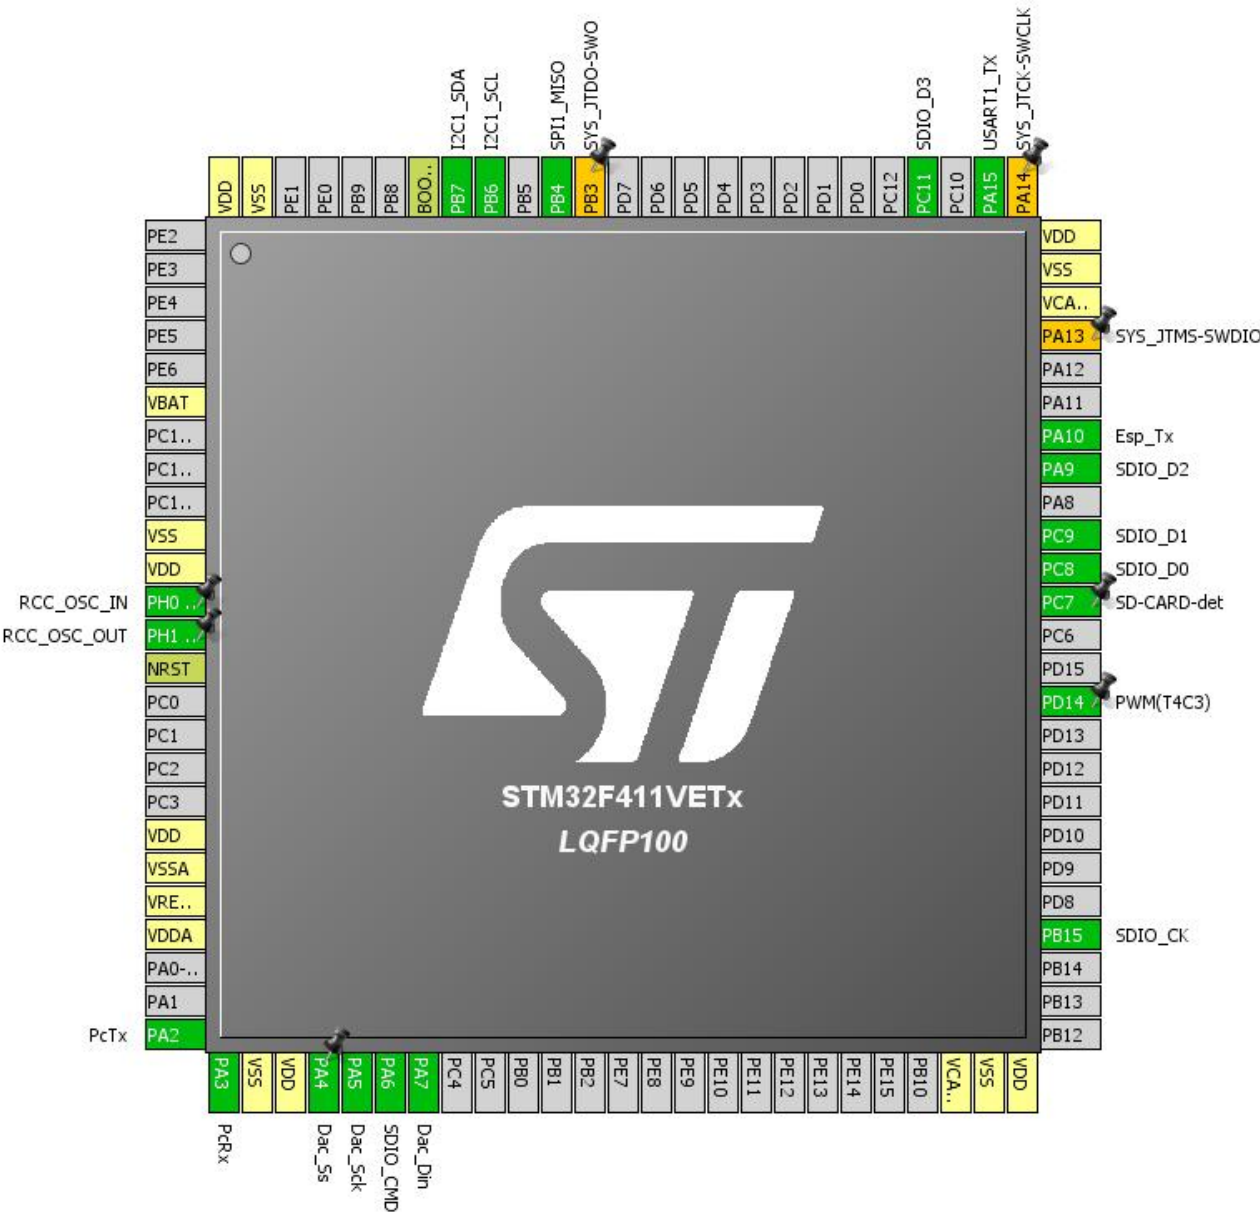 I2C1_SDA
I2C1_SCL
SPI1_MISO
SYS_JTDO-SWO
SDIO_D3
USART1_TX
SYS_JTCK-SWCLK
VDD
VSS
PE1
PE0
PB9
PB8
BOO..
PB7
PB6
PB5
PB4
PB3
PD7
PD6
PD5
PD4
PD3
PD2
PD1
PD0
PC12
PC11
PC10
PA15
PA14
PE2
PE3
PE4
PE5
PE6
VBAT
PC1..
PC1..
PC1..
VSS
VDD
RCC_OSC_IN PH0 ..
RCC_OSC_OUT PH1 ..
NRST
PC0
PC1
PC2
PC3
VDD
VSSA
VRE..
VDDA
PA0-..
PA1
PcTx PA2
ST
STM32F411VETx
LQFP100
VDD
VSS
VCA..
PA13 SYS_JTMS-SWDIO
PA12
PA11
PA10 Esp_Tx
PA9 SDIO_D2
PA8
PC9 SDIO_D1
PC8 SDIO_D0
PC7 SD-CARD-det
PC6
PD15
PD14 PWM(T4C3)
PD13
PD12
PD11
PD10
PD9
PD8
PB15 SDIO_CK
PB14
PB13
PB12
PA3
VSS
VDD
PA4
PA5
PA6
PA7
PC4
PC5
PB0
PB1
PB2
PE7
PE8
PE9
PE10
PE11
PE12
PE13
PE14
PE15
PB10
VCA..
VSS
VDD
PcRx
Dac_Ss
Dac_Sck
SDIO_CMD
Dac_Din